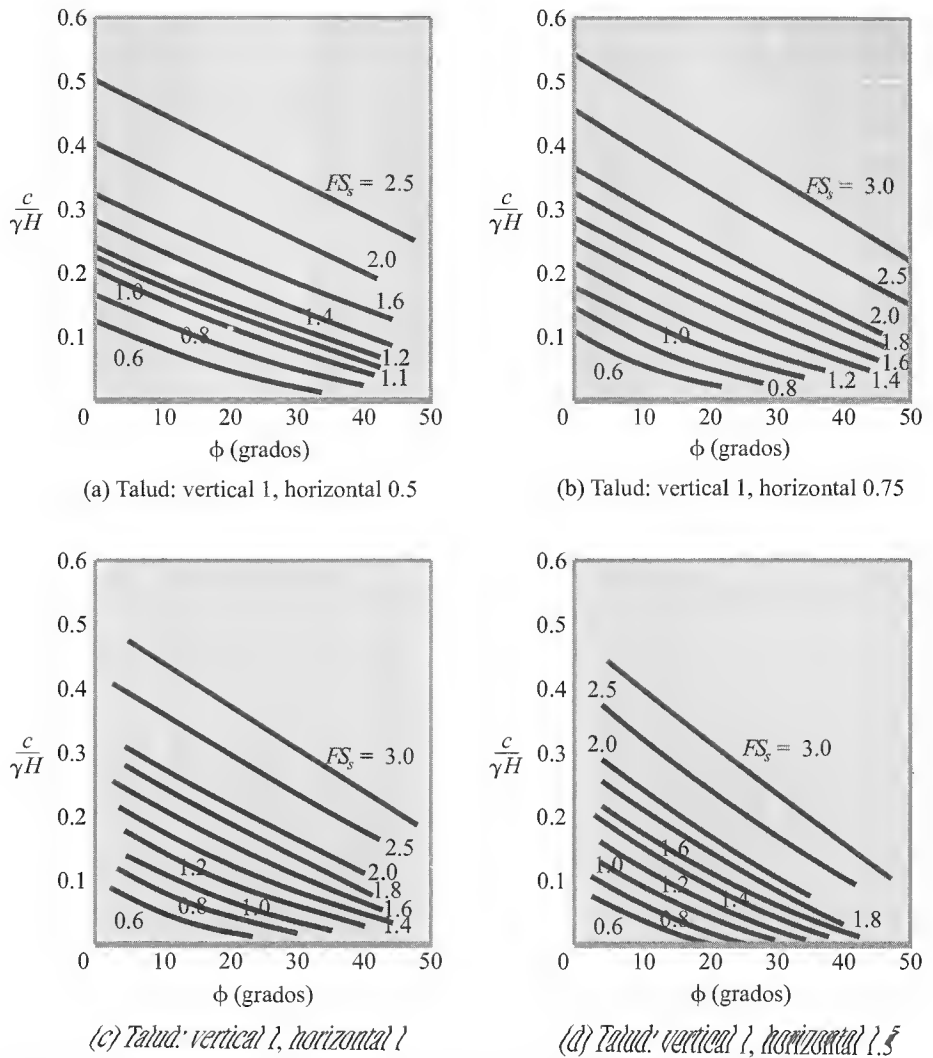 0.6
0.5
0.4
0.3
0.2
0.1
0
c
γH
FSs = 2.5
2.0
1.6
1.4
1.2
1.1
1.0
0.8
0.6
10 20 30 40 50
ϕ (grados)
(a) Talud: vertical 1, horizontal 0.5
0.6
0.5
0.4
0.3
0.2
0.1
0
c
γH
FSs = 3.0
2.5
2.0
1.8
1.6
1.4
1.2
1.0
0.8
0.6
10 20 30 40 50
ϕ (grados)
(b) Talud: vertical 1, horizontal 0.75
0.6
0.5
0.4
0.3
0.2
0.1
0
c
γH
FSs = 3.0
2.5
2.0
1.8
1.6
1.4
1.2
1.0
0.8
0.6
10 20 30 40 50
ϕ (grados)
(c) Talud: vertical 1, horizontal 1
0.6
0.5
0.4
0.3
0.2
0.1
0
c
γH
2.5
2.0
FSs = 3.0
1.6
1.0
1.2
1.4
1.8
0.8
0.6
10 20 30 40 50
ϕ (grados)
(d) Talud: vertical 1, horizontal 1.5